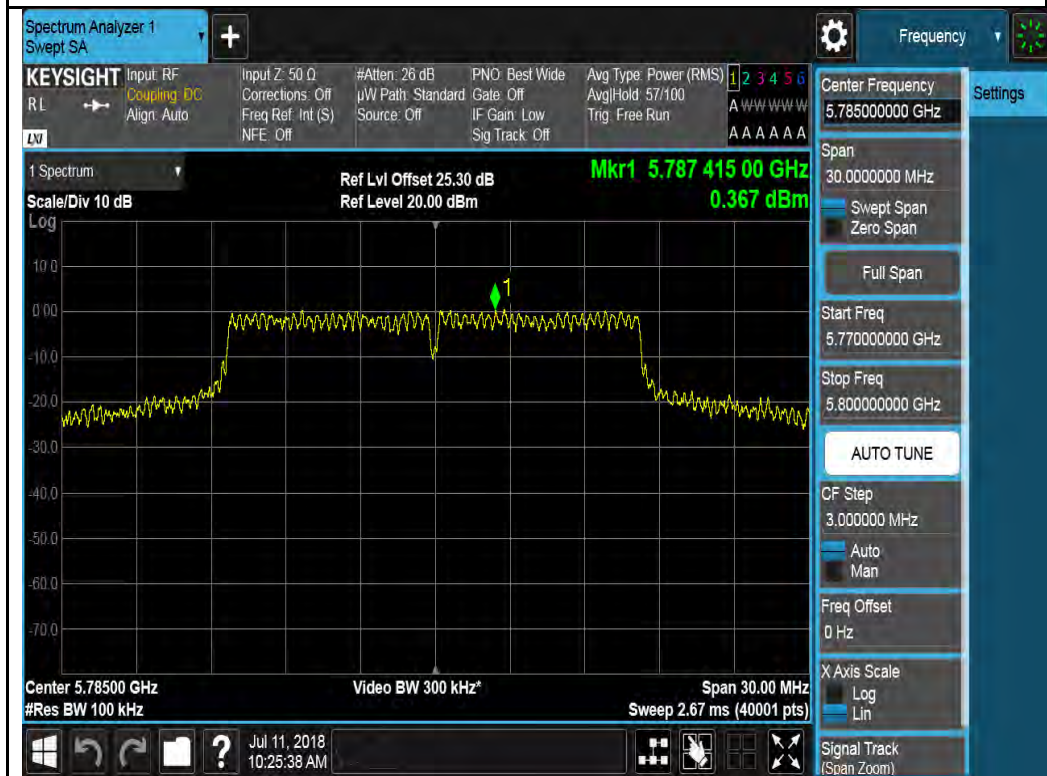 Spectrum Analyzer 1
Swept SA
+
Frequency
KEYSIGHT
RL
LXI
Input: RF
Coupling: DC
Align: Auto
Input Z: 50 Ω
Corrections: Off
Freq Ref: Int (S)
NFE: Off
#Atten: 26 dB
µW Path: Standard
Source: Off
PNO: Best Wide
Gate: Off
IF Gain: Low
Sig Track: Off
Avg Type: Power (RMS)
Avg|Hold: 57/100
Trig: Free Run
1 2 3 4 5 6
A W W W W W
A A A A A A
1 Spectrum
Scale/Div 10 dB
Log
Ref Lvl Offset 25.30 dB
Ref Level 20.00 dBm
Mkr1 5.787 415 00 GHz
0.367 dBm
1
10.0
0.00
-10.0
-20.0
-30.0
-40.0
-50.0
-60.0
-70.0
Center 5.78500 GHz
#Res BW 100 kHz
Video BW 300 kHz*
Span 30.00 MHz
Sweep 2.67 ms (40001 pts)
Center Frequency
5.785000000 GHz
Settings
Span
30.0000000 MHz
Swept Span
Zero Span
Full Span
Start Freq
5.770000000 GHz
Stop Freq
5.800000000 GHz
AUTO TUNE
CF Step
3.000000 MHz
Auto
Man
Freq Offset
0 Hz
X Axis Scale
Log
Lin
Signal Track
(Span Zoom)
?
Jul 11, 2018
10:25:38 AM